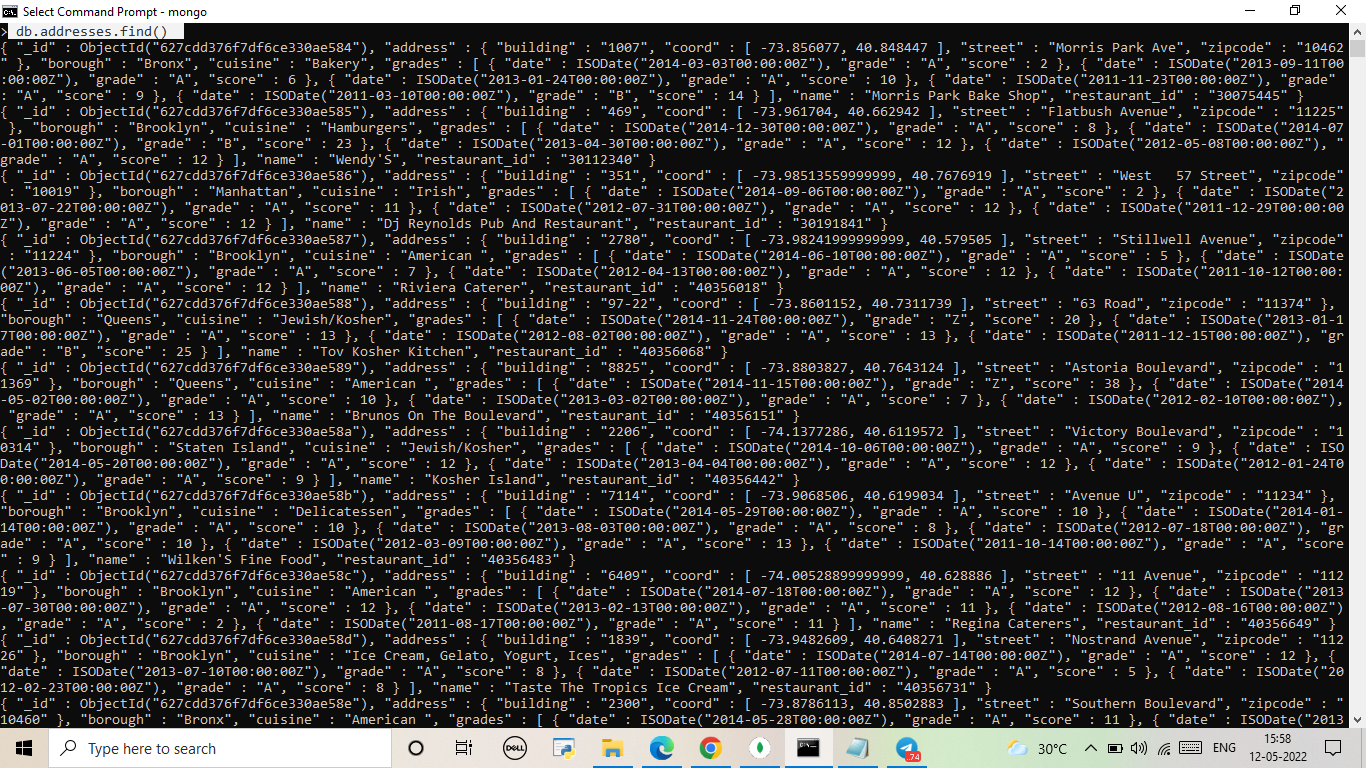 Select Command Prompt - mongo
> db.addresses.find()
{ "_id" : ObjectId("627cdd376f7df6ce330ae584"), "address" : { "building" : "1007", "coord" : [ -73.856077, 40.848447 ], "street" : "Morris Park Ave", "zipcode" : "10462
" }, "borough" : "Bronx", "cuisine" : "Bakery", "grades" : [ { "date" : ISODate("2014-03-03T00:00:00Z"), "grade" : "A", "score" : 2 }, { "date" : ISODate("2013-09-11T00
:00:00Z"), "grade" : "A", "score" : 6 }, { "date" : ISODate("2013-01-24T00:00:00Z"), "grade" : "A", "score" : 10 }, { "date" : ISODate("2011-11-23T00:00:00Z"), "grade"
: "A", "score" : 9 }, { "date" : ISODate("2011-03-10T00:00:00Z"), "grade" : "B", "score" : 14 } ], "name" : "Morris Park Bake Shop", "restaurant_id" : "30075445" }
{ "_id" : ObjectId("627cdd376f7df6ce330ae585"), "address" : { "building" : "469", "coord" : [ -73.961704, 40.662942 ], "street" : "Flatbush Avenue", "zipcode" : "11225"
 }, "borough" : "Brooklyn", "cuisine" : "Hamburgers", "grades" : [ { "date" : ISODate("2014-12-30T00:00:00Z"), "grade" : "A", "score" : 8 }, { "date" : ISODate("2014-07
-01T00:00:00Z"), "grade" : "B", "score" : 23 }, { "date" : ISODate("2013-04-30T00:00:00Z"), "grade" : "A", "score" : 12 }, { "date" : ISODate("2012-05-08T00:00:00Z"), "
grade" : "A", "score" : 12 } ], "name" : "Wendy'S", "restaurant_id" : "30112340" }
{ "_id" : ObjectId("627cdd376f7df6ce330ae586"), "address" : { "building" : "351", "coord" : [ -73.98513559999999, 40.7676919 ], "street" : "West   57 Street", "zipcode"
 : "10019" }, "borough" : "Manhattan", "cuisine" : "Irish", "grades" : [ { "date" : ISODate("2014-09-06T00:00:00Z"), "grade" : "A", "score" : 2 }, { "date" : ISODate("2
013-07-22T00:00:00Z"), "grade" : "A", "score" : 11 }, { "date" : ISODate("2012-07-31T00:00:00Z"), "grade" : "A", "score" : 12 }, { "date" : ISODate("2011-12-29T00:00:00
Z"), "grade" : "A", "score" : 12 } ], "name" : "Dj Reynolds Pub And Restaurant", "restaurant_id" : "30191841" }
{ "_id" : ObjectId("627cdd376f7df6ce330ae587"), "address" : { "building" : "2780", "coord" : [ -73.98241999999999, 40.579505 ], "street" : "Stillwell Avenue", "zipcode"
 : "11224" }, "borough" : "Brooklyn", "cuisine" : "American ", "grades" : [ { "date" : ISODate("2014-06-10T00:00:00Z"), "grade" : "A", "score" : 5 }, { "date" : ISODate
("2013-06-05T00:00:00Z"), "grade" : "A", "score" : 7 }, { "date" : ISODate("2012-04-13T00:00:00Z"), "grade" : "A", "score" : 12 }, { "date" : ISODate("2011-10-12T00:00:
00Z"), "grade" : "A", "score" : 12 } ], "name" : "Riviera Caterer", "restaurant_id" : "40356018" }
{ "_id" : ObjectId("627cdd376f7df6ce330ae588"), "address" : { "building" : "97-22", "coord" : [ -73.8601152, 40.7311739 ], "street" : "63 Road", "zipcode" : "11374" },
"borough" : "Queens", "cuisine" : "Jewish/Kosher", "grades" : [ { "date" : ISODate("2014-11-24T00:00:00Z"), "grade" : "Z", "score" : 20 }, { "date" : ISODate("2013-01-1
7T00:00:00Z"), "grade" : "A", "score" : 13 }, { "date" : ISODate("2012-08-02T00:00:00Z"), "grade" : "A", "score" : 13 }, { "date" : ISODate("2011-12-15T00:00:00Z"), "gr
ade" : "B", "score" : 25 } ], "name" : "Tov Kosher Kitchen", "restaurant_id" : "40356068" }
{ "_id" : ObjectId("627cdd376f7df6ce330ae589"), "address" : { "building" : "8825", "coord" : [ -73.8803827, 40.7643124 ], "street" : "Astoria Boulevard", "zipcode" : "1
1369" }, "borough" : "Queens", "cuisine" : "American ", "grades" : [ { "date" : ISODate("2014-11-15T00:00:00Z"), "grade" : "Z", "score" : 38 }, { "date" : ISODate("2014
-05-02T00:00:00Z"), "grade" : "A", "score" : 10 }, { "date" : ISODate("2013-03-02T00:00:00Z"), "grade" : "A", "score" : 7 }, { "date" : ISODate("2012-02-10T00:00:00Z"),
 "grade" : "A", "score" : 13 } ], "name" : "Brunos On The Boulevard", "restaurant_id" : "40356151" }
{ "_id" : ObjectId("627cdd376f7df6ce330ae58a"), "address" : { "building" : "2206", "coord" : [ -74.1377286, 40.6119572 ], "street" : "Victory Boulevard", "zipcode" : "1
0314" }, "borough" : "Staten Island", "cuisine" : "Jewish/Kosher", "grades" : [ { "date" : ISODate("2014-10-06T00:00:00Z"), "grade" : "A", "score" : 9 }, { "date" : ISO
Date("2014-05-20T00:00:00Z"), "grade" : "A", "score" : 12 }, { "date" : ISODate("2013-04-04T00:00:00Z"), "grade" : "A", "score" : 12 }, { "date" : ISODate("2012-01-24T0
0:00:00Z"), "grade" : "A", "score" : 9 } ], "name" : "Kosher Island", "restaurant_id" : "40356442" }
{ "_id" : ObjectId("627cdd376f7df6ce330ae58b"), "address" : { "building" : "7114", "coord" : [ -73.9068506, 40.6199034 ], "street" : "Avenue U", "zipcode" : "11234" },
"borough" : "Brooklyn", "cuisine" : "Delicatessen", "grades" : [ { "date" : ISODate("2014-05-29T00:00:00Z"), "grade" : "A", "score" : 10 }, { "date" : ISODate("2014-01-
14T00:00:00Z"), "grade" : "A", "score" : 10 }, { "date" : ISODate("2013-08-03T00:00:00Z"), "grade" : "A", "score" : 8 }, { "date" : ISODate("2012-07-18T00:00:00Z"), "gr
ade" : "A", "score" : 10 }, { "date" : ISODate("2012-03-09T00:00:00Z"), "grade" : "A", "score" : 13 }, { "date" : ISODate("2011-10-14T00:00:00Z"), "grade" : "A", "score
" : 9 } ], "name" : "Wilken'S Fine Food", "restaurant_id" : "40356483" }
{ "_id" : ObjectId("627cdd376f7df6ce330ae58c"), "address" : { "building" : "6409", "coord" : [ -74.00528899999999, 40.628886 ], "street" : "11 Avenue", "zipcode" : "112
19" }, "borough" : "Brooklyn", "cuisine" : "American ", "grades" : [ { "date" : ISODate("2014-07-18T00:00:00Z"), "grade" : "A", "score" : 12 }, { "date" : ISODate("2013
-07-30T00:00:00Z"), "grade" : "A", "score" : 12 }, { "date" : ISODate("2013-02-13T00:00:00Z"), "grade" : "A", "score" : 11 }, { "date" : ISODate("2012-08-16T00:00:00Z")
, "grade" : "A", "score" : 2 }, { "date" : ISODate("2011-08-17T00:00:00Z"), "grade" : "A", "score" : 11 } ], "name" : "Regina Caterers", "restaurant_id" : "40356649" }
{ "_id" : ObjectId("627cdd376f7df6ce330ae58d"), "address" : { "building" : "1839", "coord" : [ -73.9482609, 40.6408271 ], "street" : "Nostrand Avenue", "zipcode" : "112
26" }, "borough" : "Brooklyn", "cuisine" : "Ice Cream, Gelato, Yogurt, Ices", "grades" : [ { "date" : ISODate("2014-07-14T00:00:00Z"), "grade" : "A", "score" : 12 }, {
"date" : ISODate("2013-07-10T00:00:00Z"), "grade" : "A", "score" : 8 }, { "date" : ISODate("2012-07-11T00:00:00Z"), "grade" : "A", "score" : 5 }, { "date" : ISODate("20
12-02-23T00:00:00Z"), "grade" : "A", "score" : 8 } ], "name" : "Taste The Tropics Ice Cream", "restaurant_id" : "40356731" }
{ "_id" : ObjectId("627cdd376f7df6ce330ae58e"), "address" : { "building" : "2300", "coord" : [ -73.8786113, 40.8502883 ], "street" : "Southern Boulevard", "zipcode" : "
10460" }, "borough" : "Bronx", "cuisine" : "American ", "grades" : [ { "date" : ISODate("2014-05-28T00:00:00Z"), "grade" : "A", "score" : 11 }, { "date" : ISODate("2013
Type here to search
DELL
74
30°C
ENG
15:58
12-05-2022